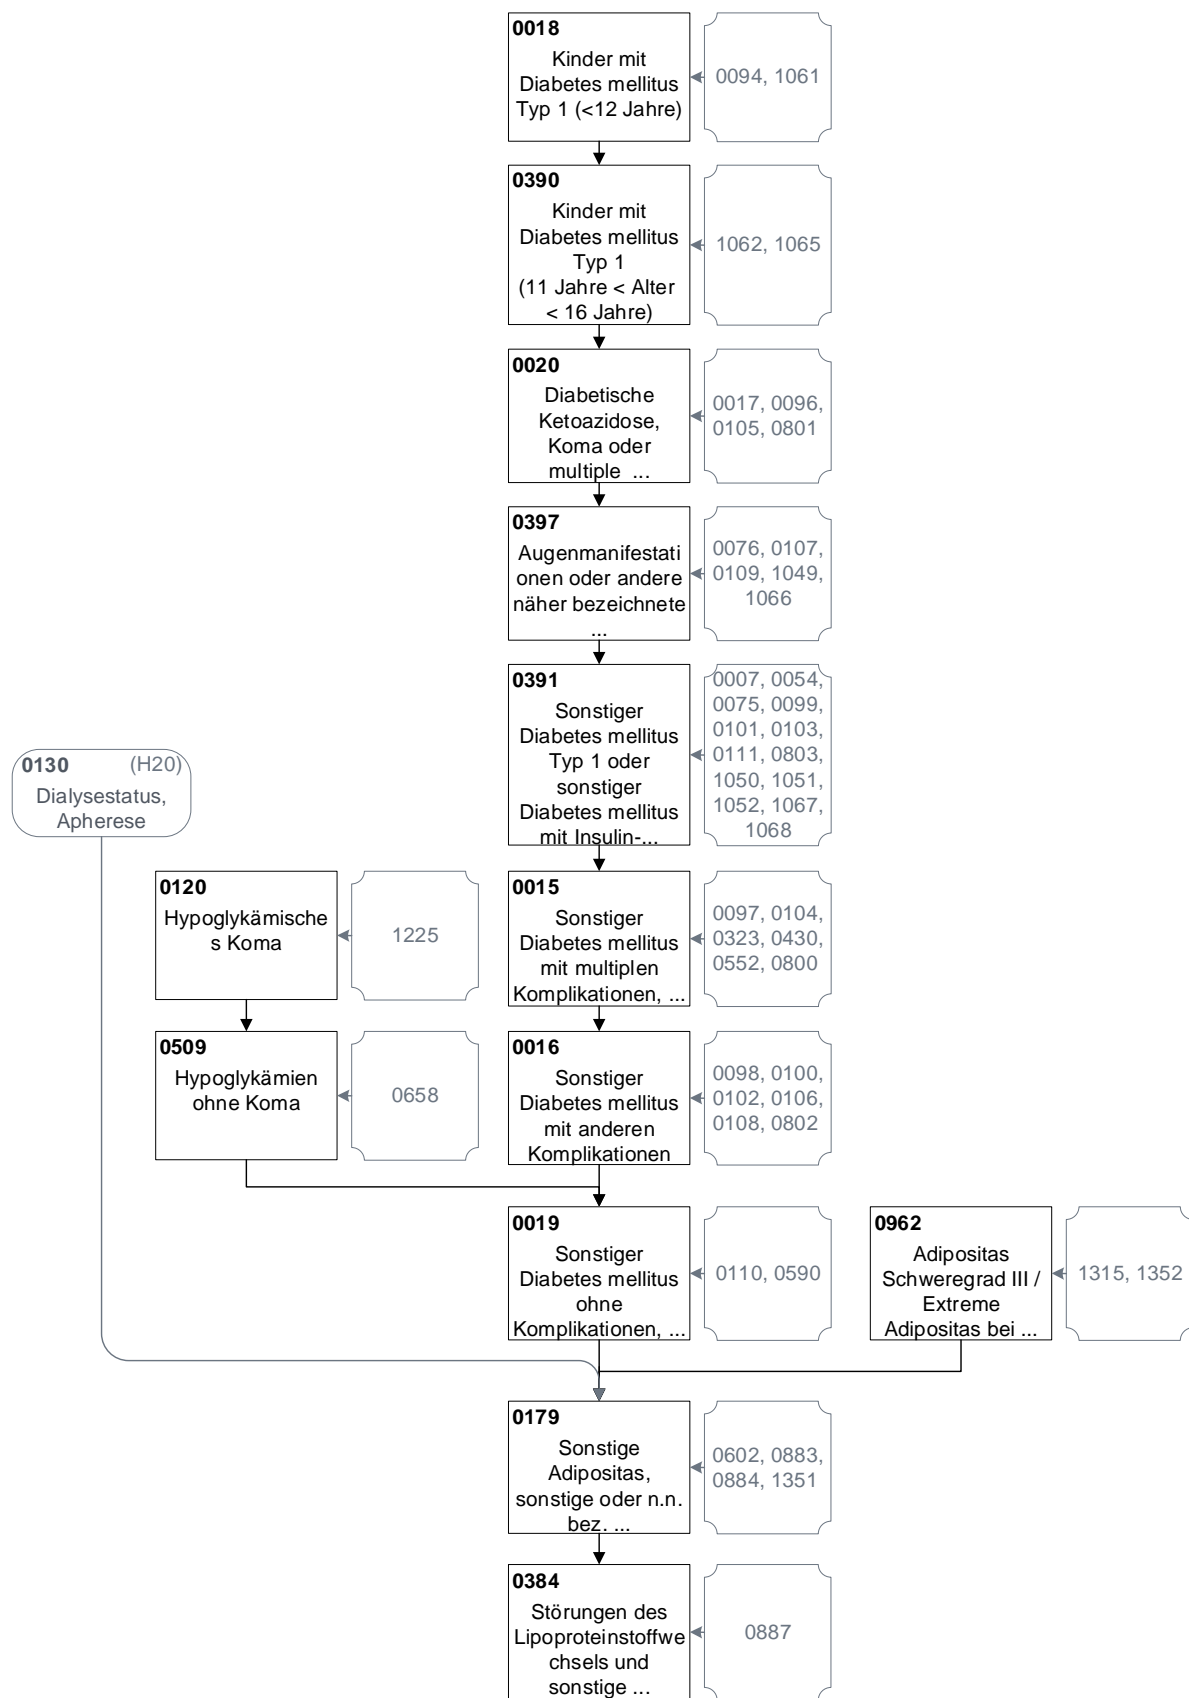 0018
Kinder mit
Diabetes mellitus
Typ 1 (<12 Jahre)
0094, 1061
0390
Kinder mit
Diabetes mellitus
Typ 1
(11 Jahre < Alter
< 16 Jahre)
1062, 1065
0020
Diabetische
Ketoazidose,
Koma oder
multiple ...
0017, 0096,
0105, 0801
0397
Augenmanifestati
onen oder andere
näher bezeichnete
...
0076, 0107,
0109, 1049,
1066
0391
Sonstiger
Diabetes mellitus
Typ 1 oder
sonstiger
Diabetes mellitus
mit Insulin-...
0007, 0054,
0075, 0099,
0101, 0103,
0111, 0803,
1050, 1051,
1052, 1067,
1068
0130 (H20)
Dialysestatus,
Apherese
0120
Hypoglykämische
s Koma
1225
0015
Sonstiger
Diabetes mellitus
mit multiplen
Komplikationen, ...
0097, 0104,
0323, 0430,
0552, 0800
0509
Hypoglykämien
ohne Koma
0658
0016
Sonstiger
Diabetes mellitus
mit anderen
Komplikationen
0098, 0100,
0102, 0106,
0108, 0802
0019
Sonstiger
Diabetes mellitus
ohne
Komplikationen, ...
0110, 0590
0962
Adipositas
Schweregrad III /
Extreme
Adipositas bei ...
1315, 1352
0179
Sonstige
Adipositas,
sonstige oder n.n.
bez. ...
0602, 0883,
0884, 1351
0384
Störungen des
Lipoproteinstoffwe
chsels und
sonstige ...
0887